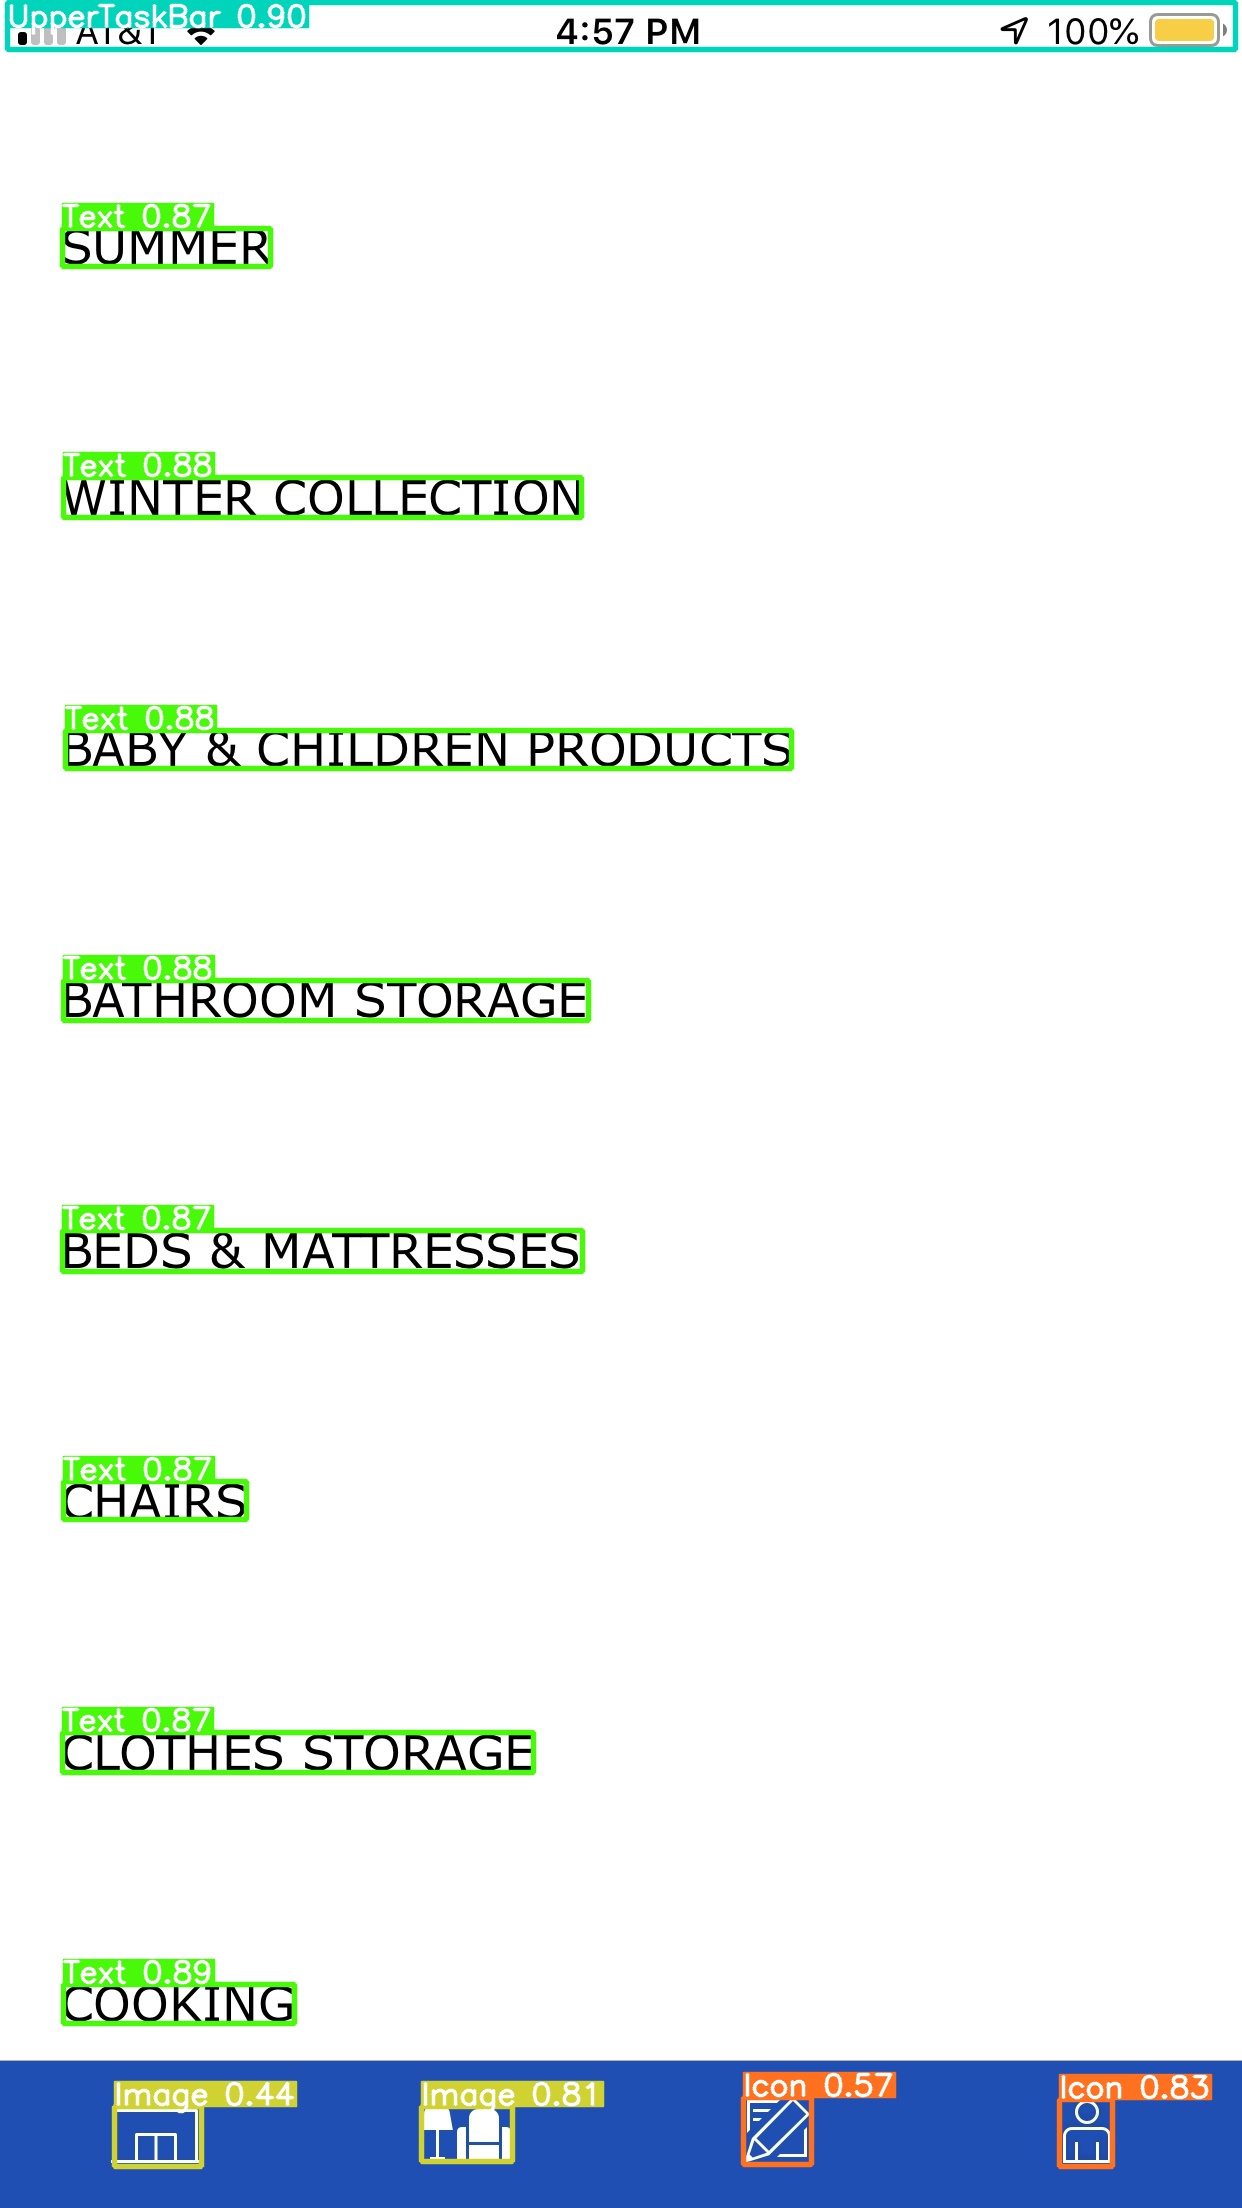 UpperTaskBar 0.90
AT&T 4:57 PM 100%
Text 0.87
SUMMER
Text 0.88
WINTER COLLECTION
Text 0.88
BABY & CHILDREN PRODUCTS
Text 0.88
BATHROOM STORAGE
Text 0.87
BEDS & MATTRESSES
Text 0.87
CHAIRS
Text 0.87
CLOTHES STORAGE
Text 0.89
COOKING
Image 0.44 Image 0.81 Icon 0.57 Icon 0.83